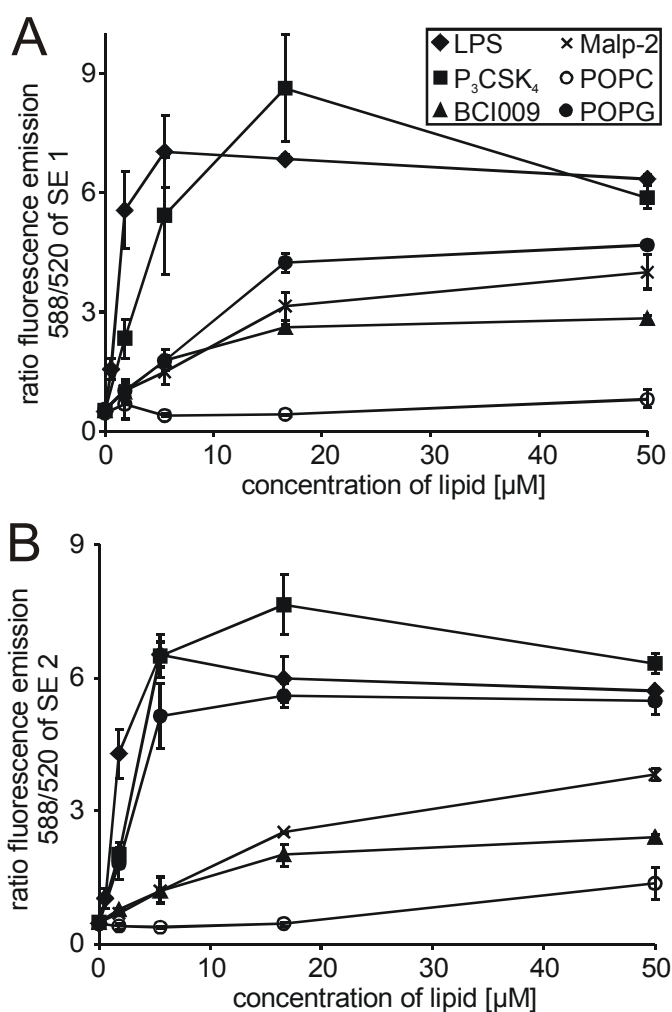 A
ratio fluorescence emission
588/520 of SE 1
9
6
3
0
LPS
Malp-2
P₃CSK₄
POPC
BCI009
POPG
0 10 20 30 40 50
concentration of lipid [µM]
B
ratio fluorescence emission
588/520 of SE 2
9
6
3
0
0 10 20 30 40 50
concentration of lipid [µM]